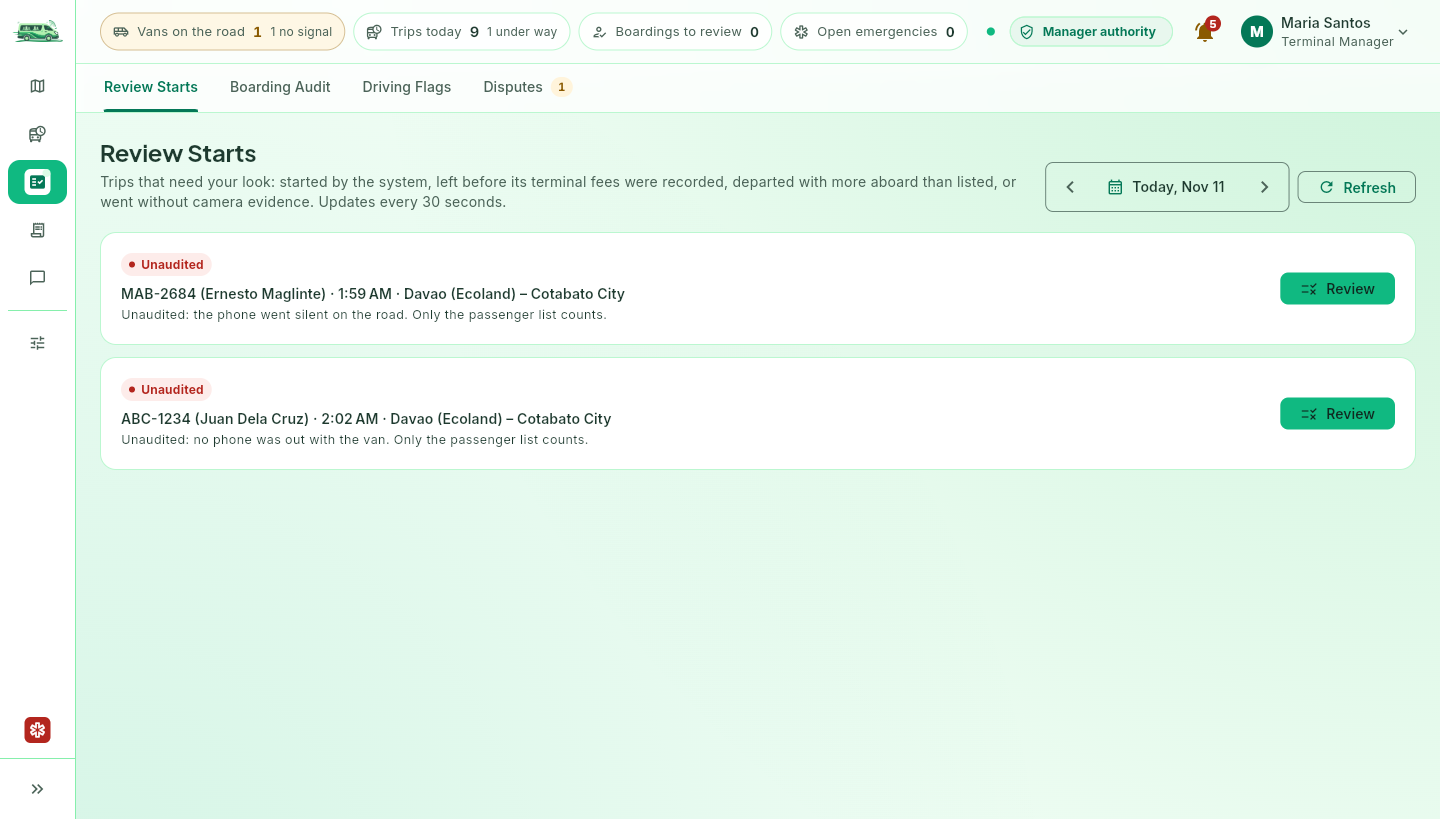 Vans on the road 1 1 no signal
Trips today 9 1 under way
Boardings to review 0
Open emergencies 0
Manager authority
5
M
Maria Santos
Terminal Manager
Review Starts
Boarding Audit
Driving Flags
Disputes 1
Review Starts
Trips that need your look: started by the system, left before its terminal fees were recorded, departed with more aboard than listed, or
went without camera evidence. Updates every 30 seconds.
Today, Nov 11
Refresh
Unaudited
MAB-2684 (Ernesto Maglinte) · 1:59 AM · Davao (Ecoland) – Cotabato City
Unaudited: the phone went silent on the road. Only the passenger list counts.
Review
Unaudited
ABC-1234 (Juan Dela Cruz) · 2:02 AM · Davao (Ecoland) – Cotabato City
Unaudited: no phone was out with the van. Only the passenger list counts.
Review